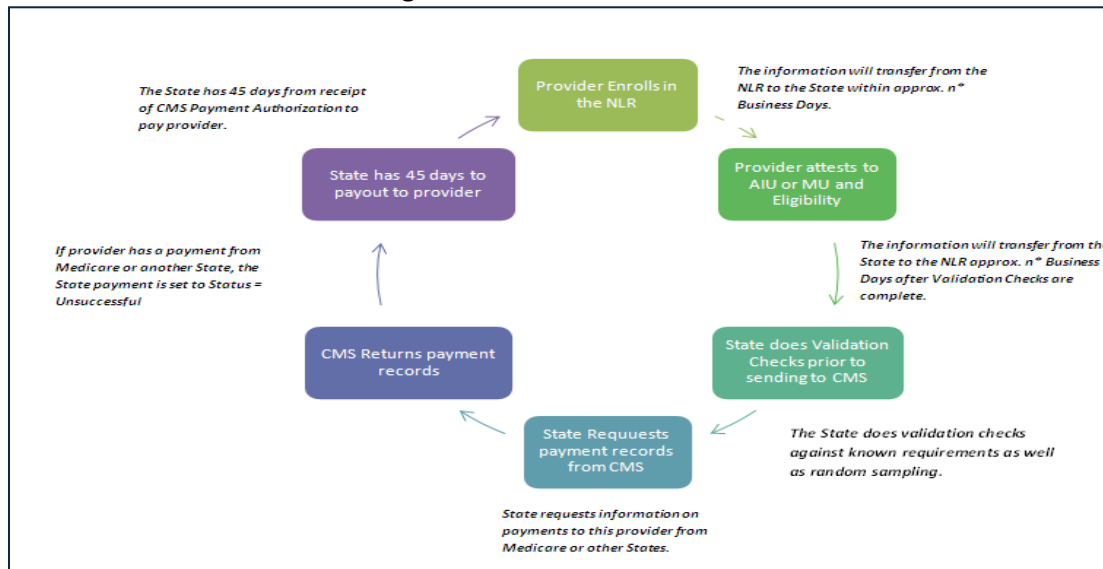 Provider Enrolls in
the NLR
The information will transfer from the
NLR to the State within approx. n*
Business Days.
Provider attests to
AIU or MU and
Eligibility
The information will transfer from the
State to the NLR approx. n* Business
Days after Validation Checks are
complete.
State does Validation
Checks prior to
sending to CMS
The State does validation checks
against known requirements as well
as random sampling.
State Requuests
payment records
from CMS
State requests information on
payments to this provider from
Medicare or other States.
CMS Returns payment
records
If provider has a payment from
Medicare or another State, the
State payment is set to Status =
Unsuccessful
State has 45 days to
payout to provider
The State has 45 days from receipt
of CMS Payment Authorization to
pay provider.